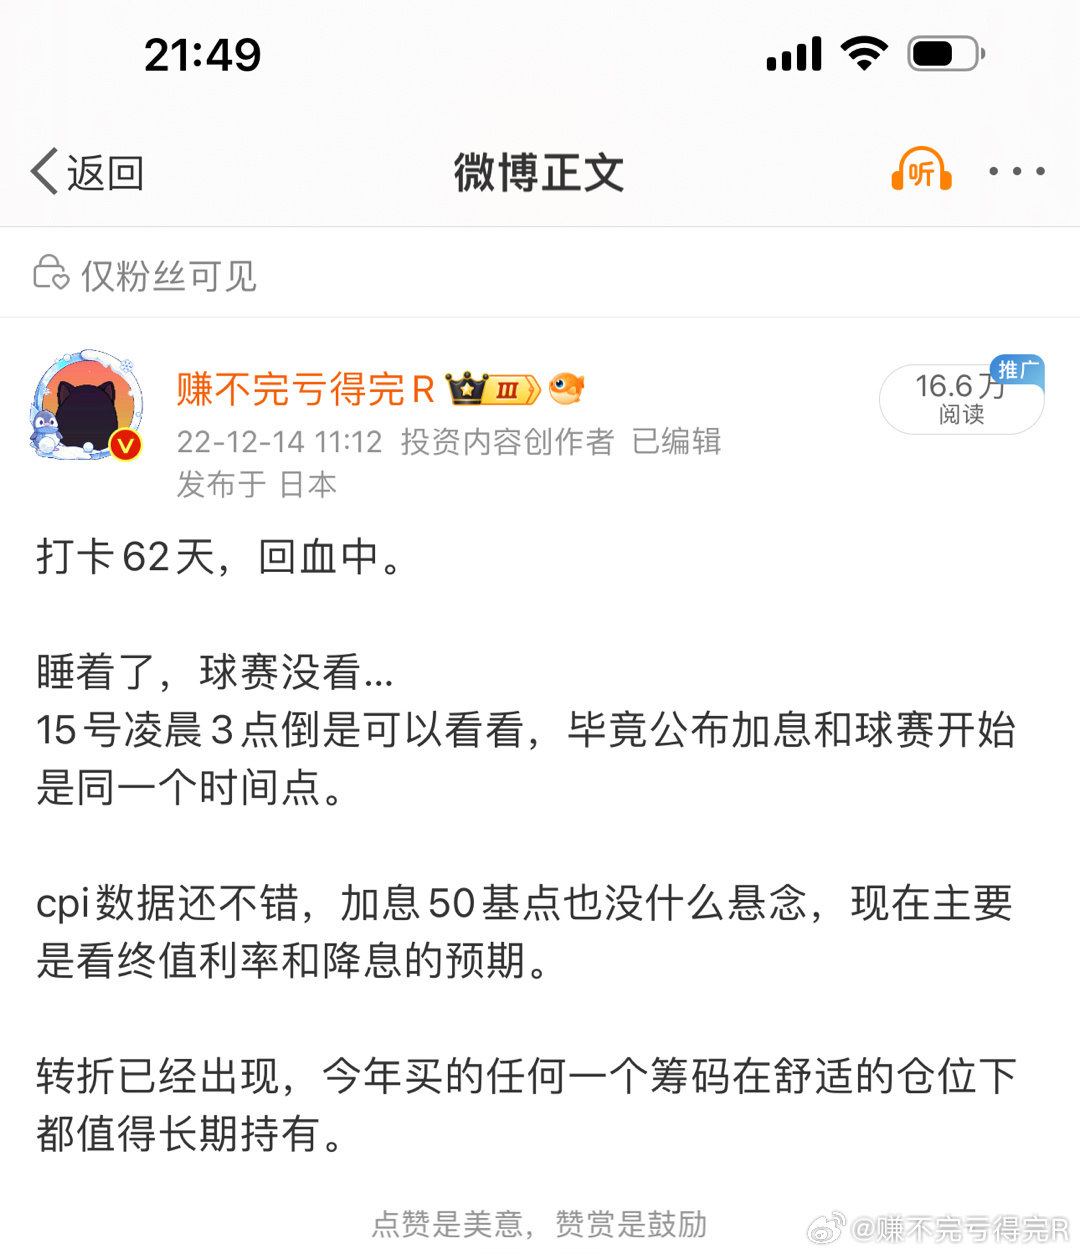 21:49
返回
微博正文
听
仅粉丝可见
赚不完亏得完R
III
推广
16.6万
阅读
V
22-12-14 11:12 投资内容创作者 已编辑
发布于 日本
打卡62天，回血中。
睡着了，球赛没看...
15号凌晨3点倒是可以看看，毕竟公布加息和球赛开始
是同一个时间点。
cpi数据还不错，加息50基点也没什么悬念，现在主要
是看终值利率和降息的预期。
转折已经出现，今年买的任何一个筹码在舒适的仓位下
都值得长期持有。
点赞是美意，赞赏是鼓励
@赚不完亏得完R